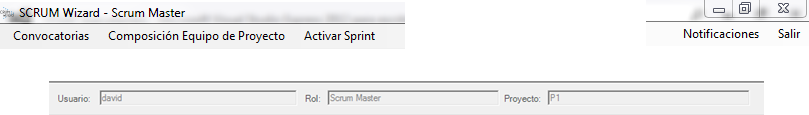 SCRUM Wizard - Scrum Master
Convocatorias Composición Equipo de Proyecto Activar Sprint Notificaciones Salir
Usuario: david Rol: Scrum Master Proyecto: P1